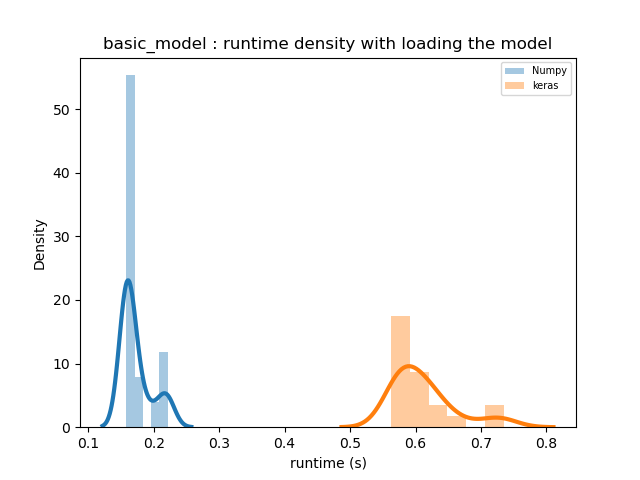 basic_model : runtime density with loading the model
Numpy
keras
Density
50
40
30
20
10
0
0.1 0.2 0.3 0.4 0.5 0.6 0.7 0.8
runtime (s)